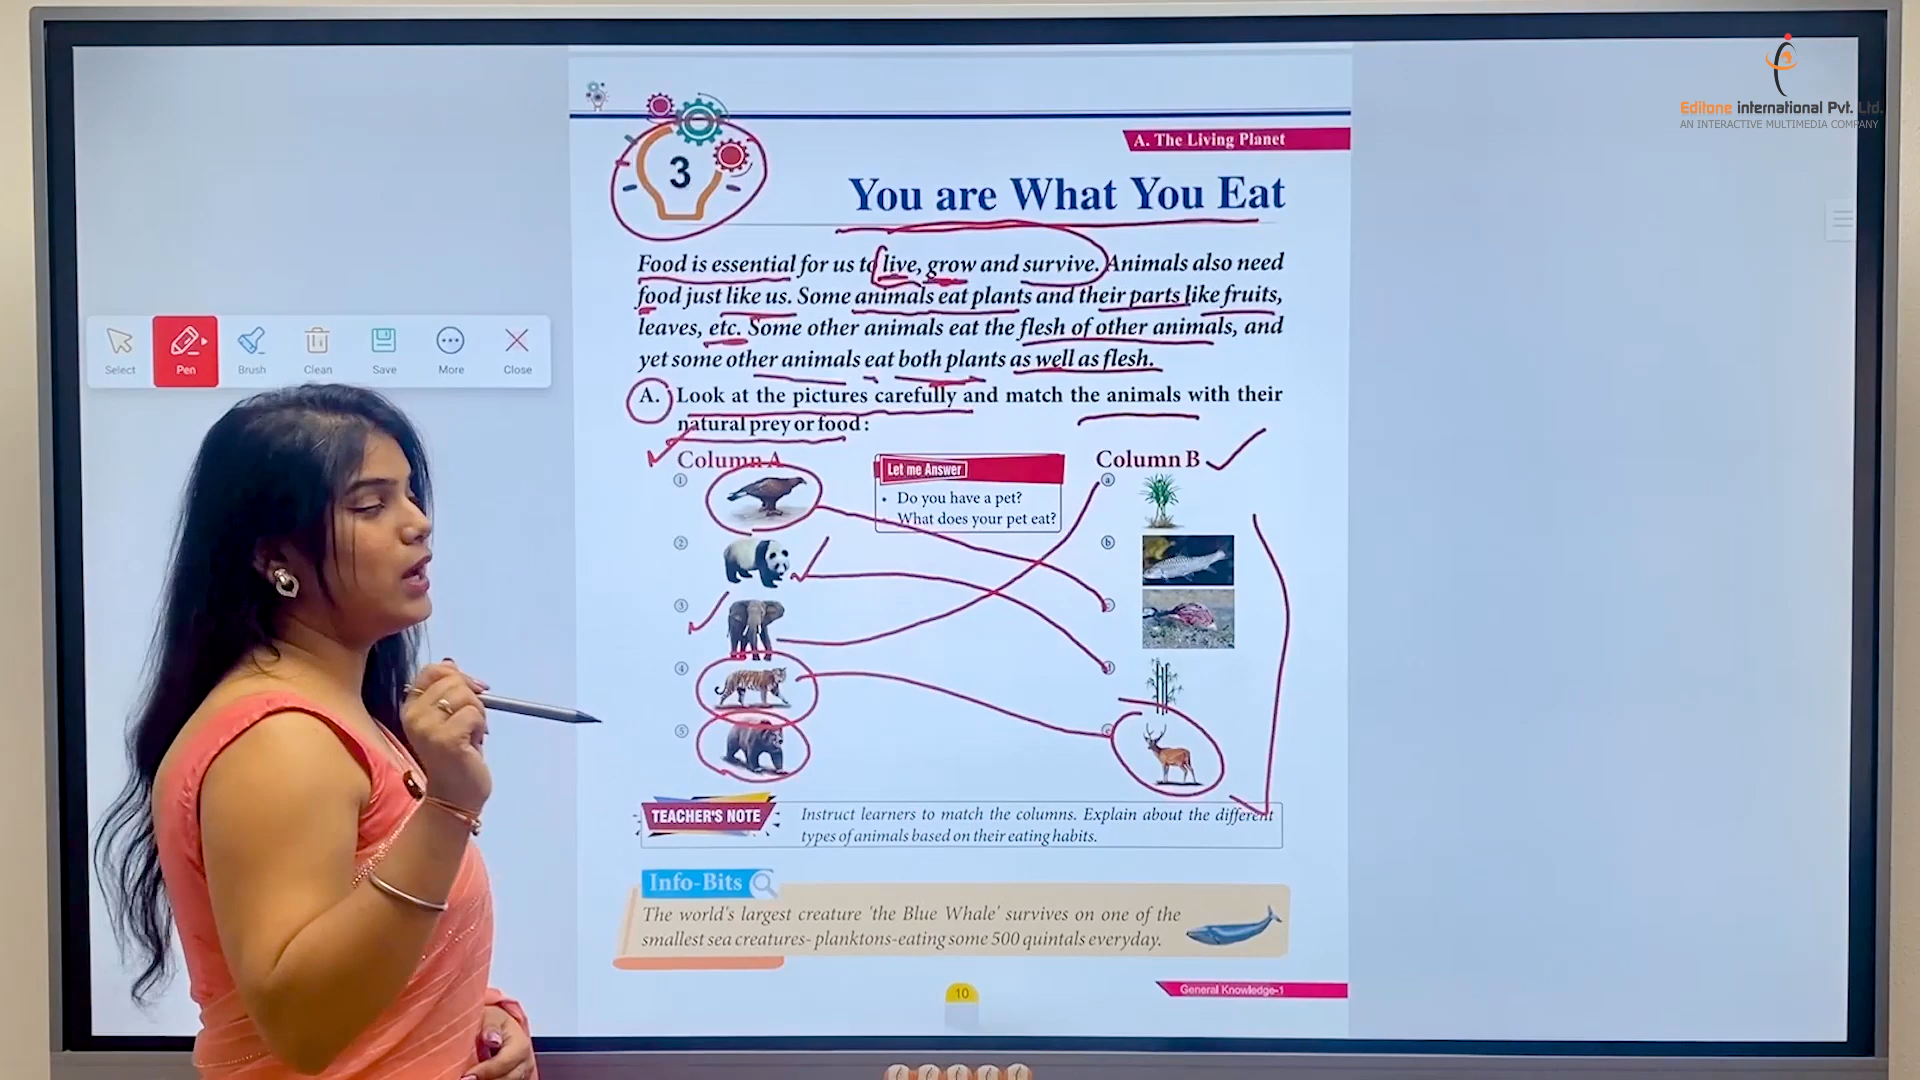 Editone international Pvt. Ltd.
AN INTERACTIVE MULTIMEDIA COMPANY
A. The Living Planet
3
You are What You Eat
Food is essential for us to live, grow and survive. Animals also need
food just like us. Some animals eat plants and their parts like fruits,
leaves, etc. Some other animals eat the flesh of other animals, and
yet some other animals eat both plants as well as flesh.
Select
Pen
Brush
Clean
Save
More
Close
A. Look at the pictures carefully and match the animals with their
natural prey or food:
Column A
Column B
Let me Answer
• Do you have a pet?
• What does your pet eat?
1
2
3
4
5
a
b
c
d
e
TEACHER'S NOTE
Instruct learners to match the columns. Explain about the different
types of animals based on their eating habits.
Info-Bits
The world's largest creature 'the Blue Whale' survives on one of the
smallest sea creatures- planktons-eating some 500 quintals everyday.
10
General Knowledge-1